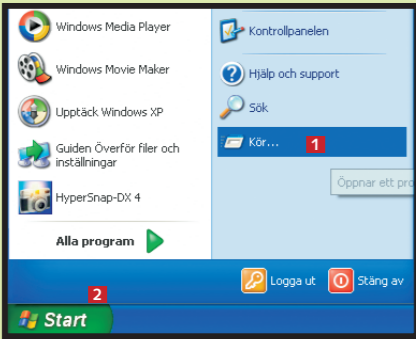 Windows Media Player
Windows Movie Maker
Upptäck Windows XP
Guiden Överför filer och
inställningar
HyperSnap-DX 4
Alla program
Kontrollpanelen
Hjälp och support
Sök
Kör... 1
Öppnar ett pro
Logga ut Stäng av
2
Start